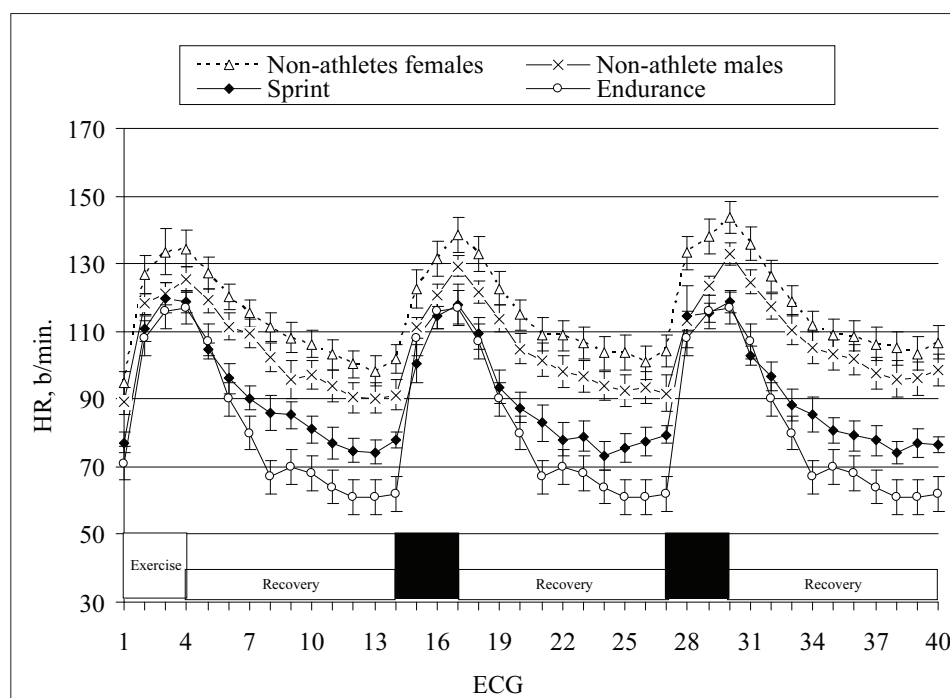 Non-athletes females
Non-athlete males
Sprint
Endurance
170
150
130
110
90
70
50
30
HR, b/min.
Exercise
Recovery
Recovery
Recovery
1 4 7 10 13 16 19 22 25 28 31 34 37 40
ECG